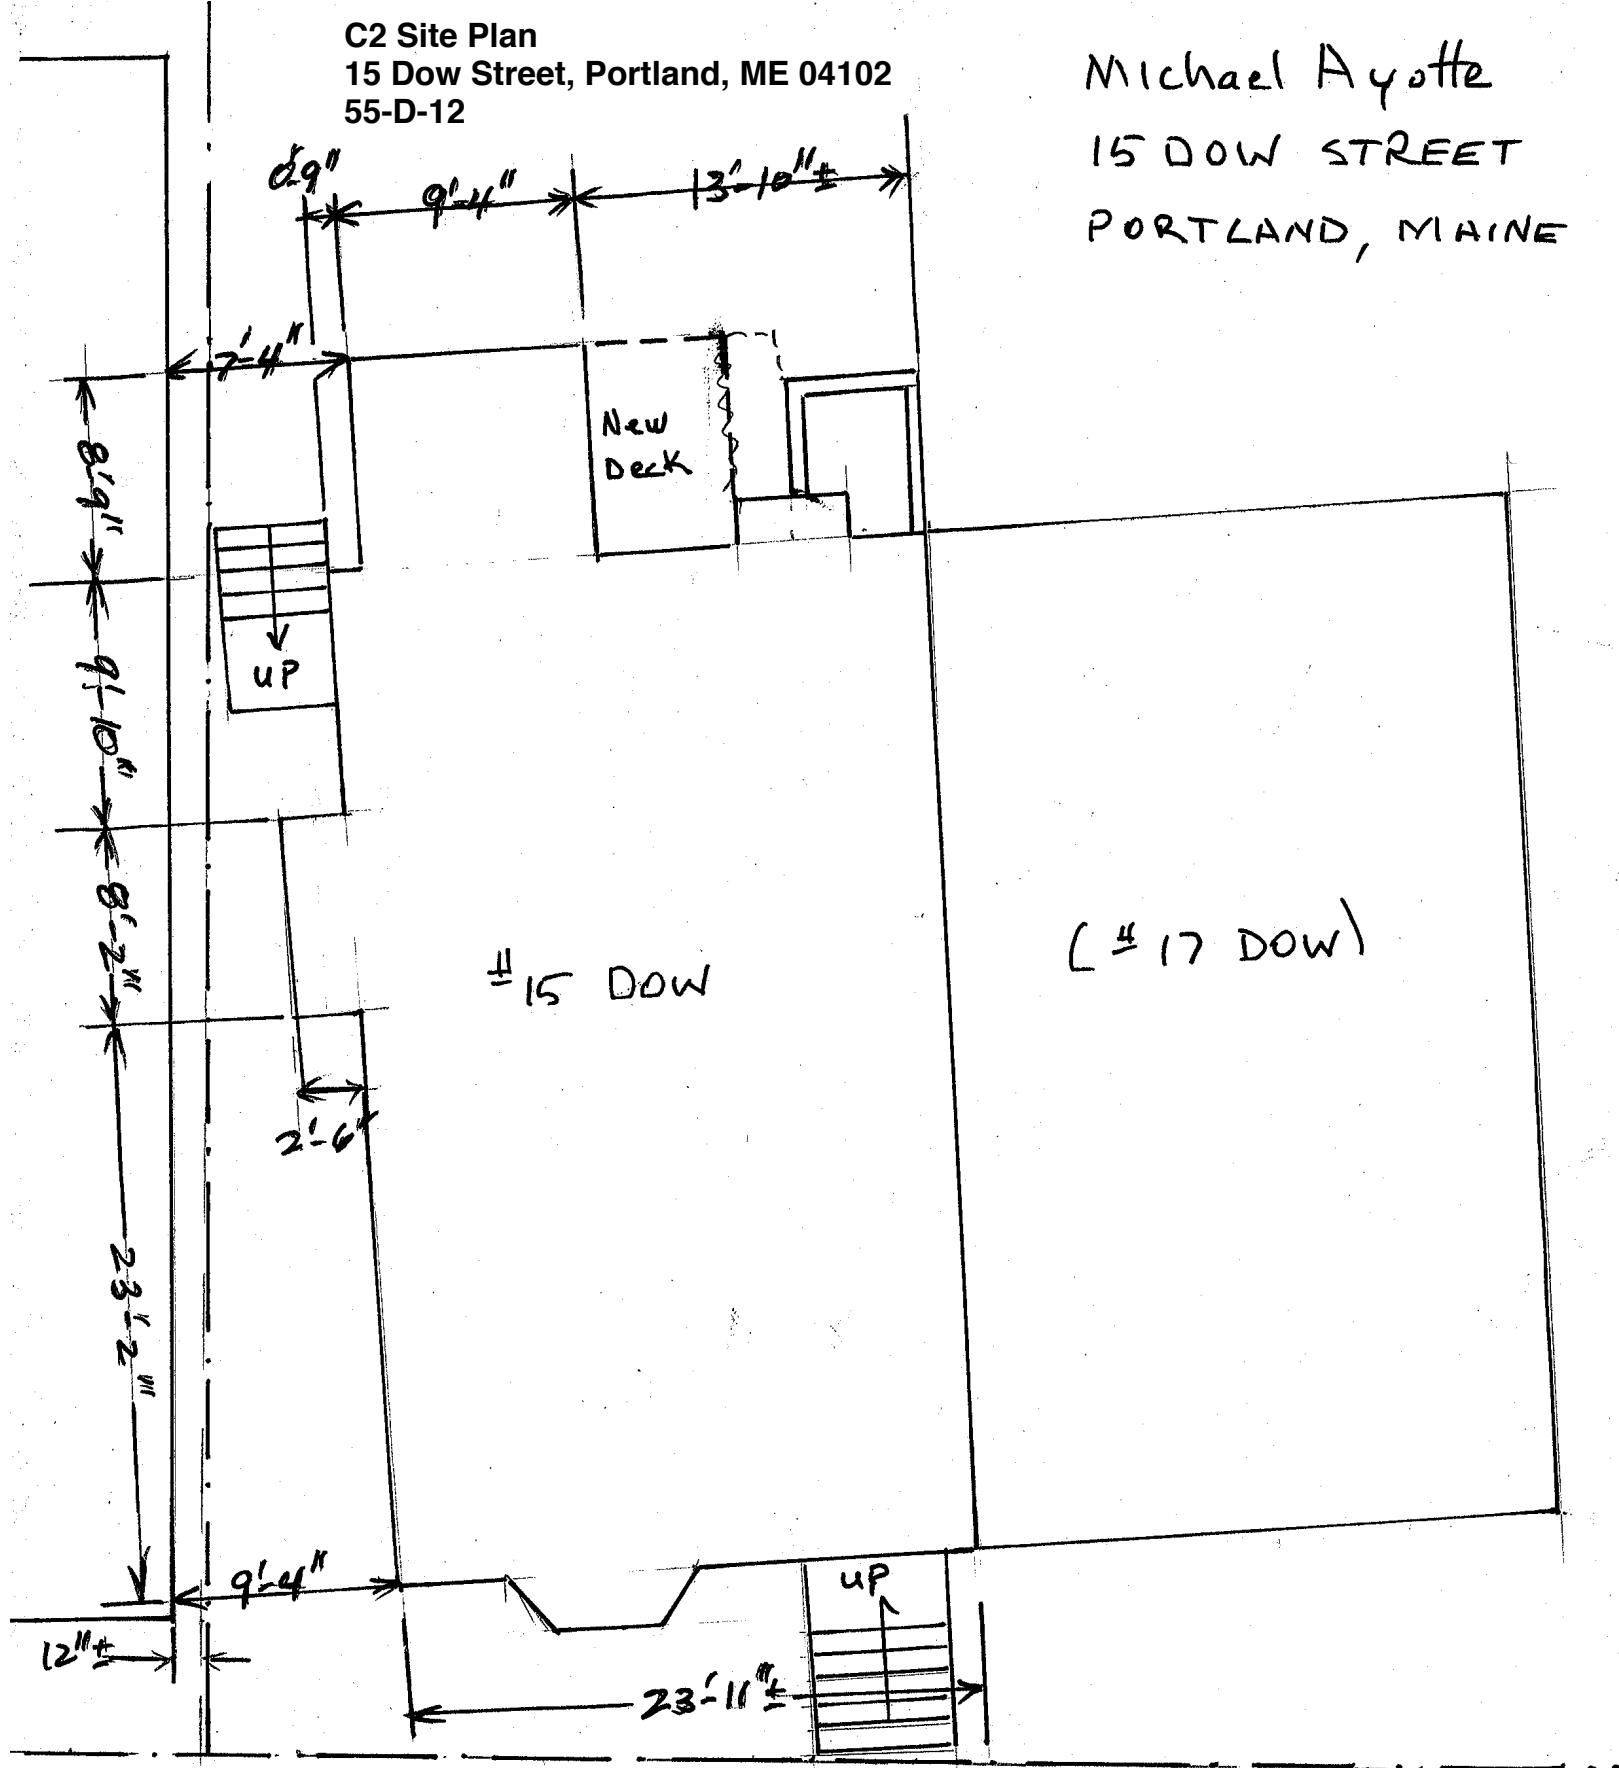 C2 Site Plan
15 Dow Street, Portland, ME 04102
55-D-12
Michael Ayotte
15 DOW STREET
PORTLAND, MAINE
0'-9"
9'-4"
13'-10"±
7'-4"
8'-9"
New
Deck
UP
9'-10"
8'-2"
#15 DOW
(#17 DOW)
2'-6"
23'-2"
9'-4"
UP
12"±
23'-11"±